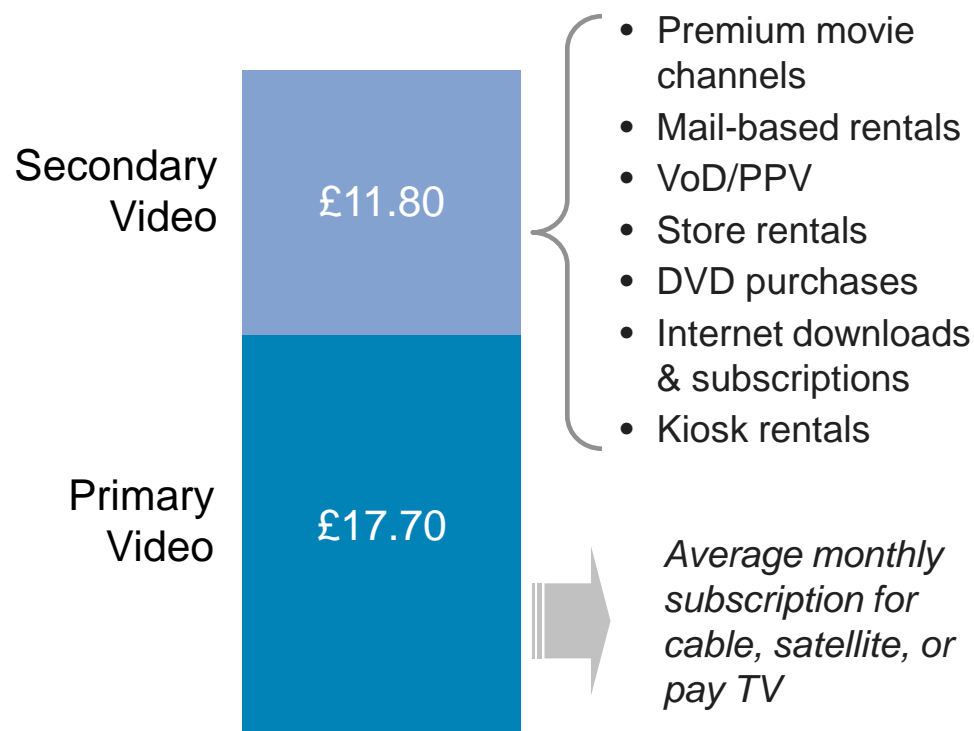 Secondary
Video
£11.80
• Premium movie
channels
• Mail-based rentals
• VoD/PPV
• Store rentals
• DVD purchases
• Internet downloads
& subscriptions
• Kiosk rentals
Primary
Video
£17.70
Average monthly
subscription for
cable, satellite, or
pay TV